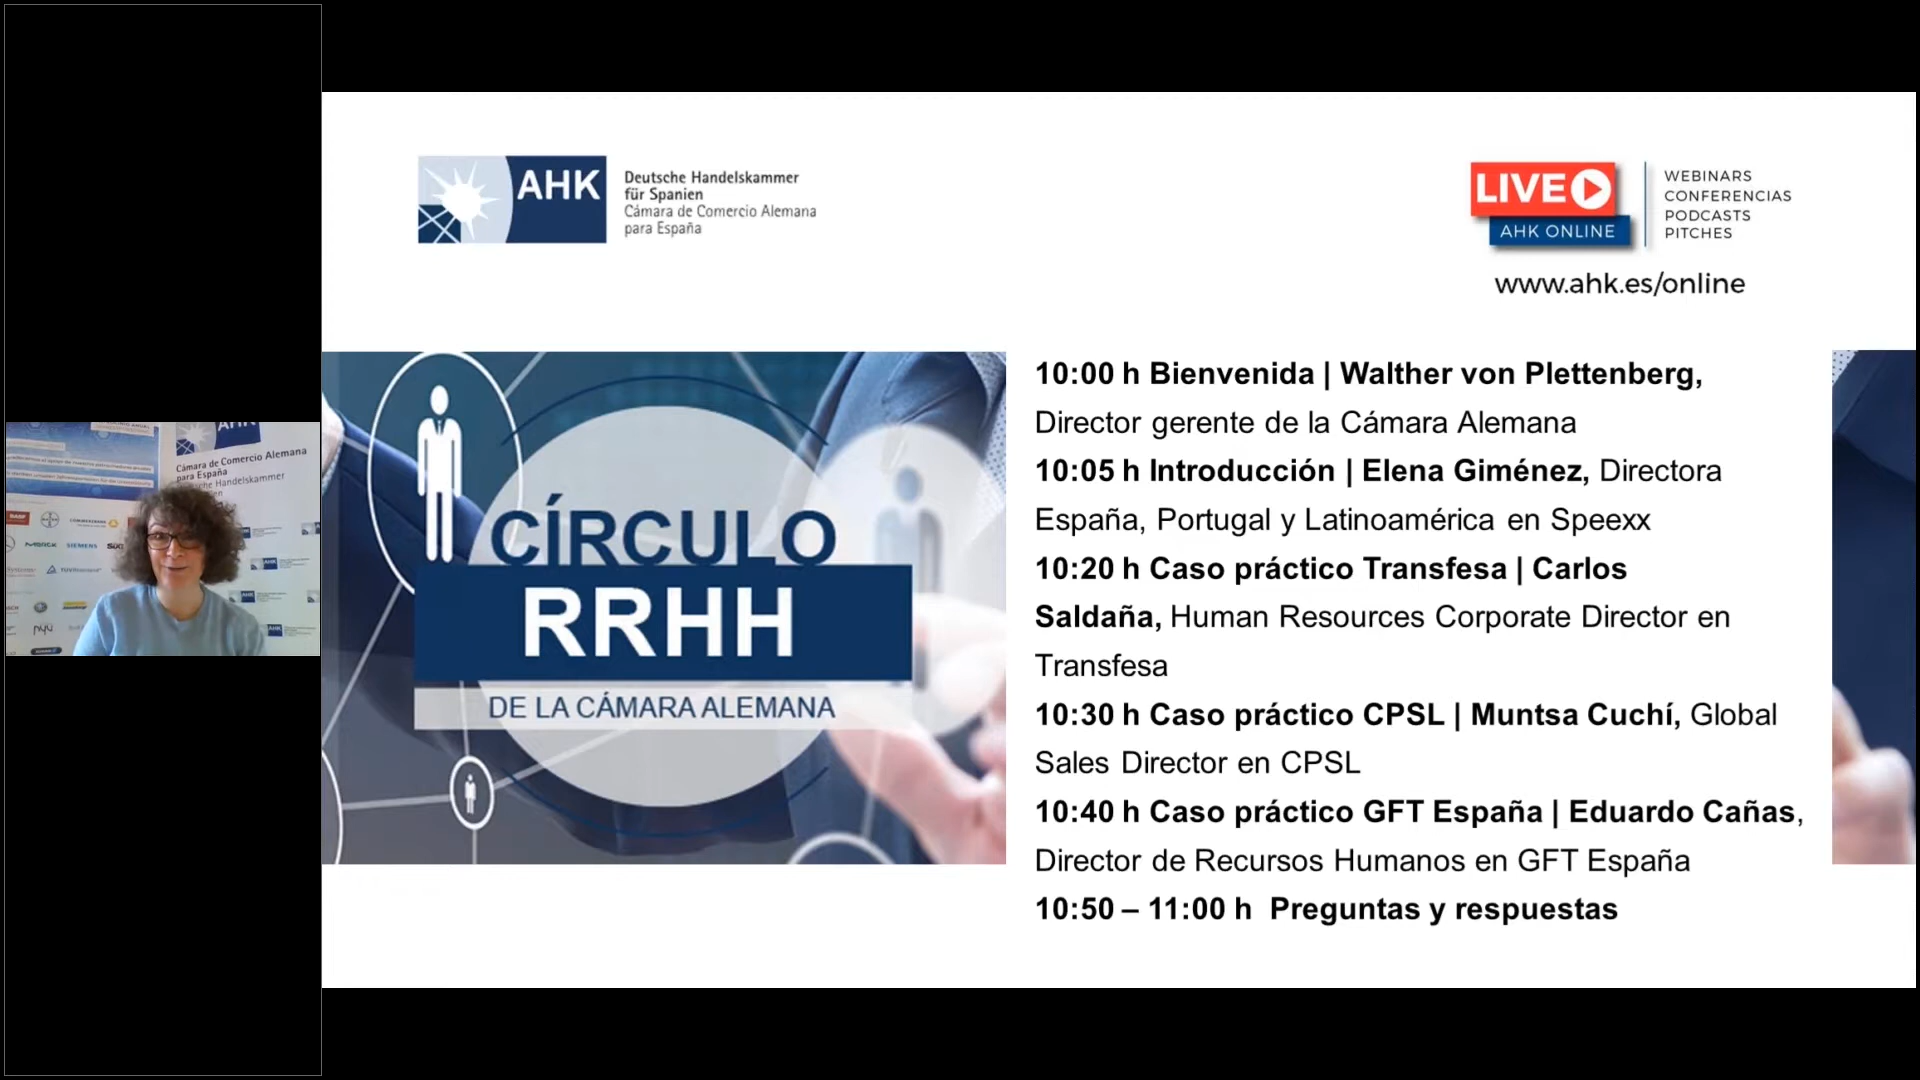 AHK
Deutsche Handelskammer
für Spanien
Cámara de Comercio Alemana
para España
LIVE
AHK ONLINE
WEBINARS
CONFERENCIAS
PODCASTS
PITCHES
www.ahk.es/online
CÍRCULO
RRHH
DE LA CÁMARA ALEMANA
10:00 h Bienvenida | Walther von Plettenberg,
Director gerente de la Cámara Alemana
10:05 h Introducción | Elena Giménez, Directora
España, Portugal y Latinoamérica en Speexx
10:20 h Caso práctico Transfesa | Carlos
Saldaña, Human Resources Corporate Director en
Transfesa
10:30 h Caso práctico CPSL | Muntsa Cuchí, Global
Sales Director en CPSL
10:40 h Caso práctico GFT España | Eduardo Cañas,
Director de Recursos Humanos en GFT España
10:50 – 11:00 h Preguntas y respuestas
AHK
Cámara de Comercio Alemana
para España
Handelskammer
SIEMENS
AHK
AHK
AHK